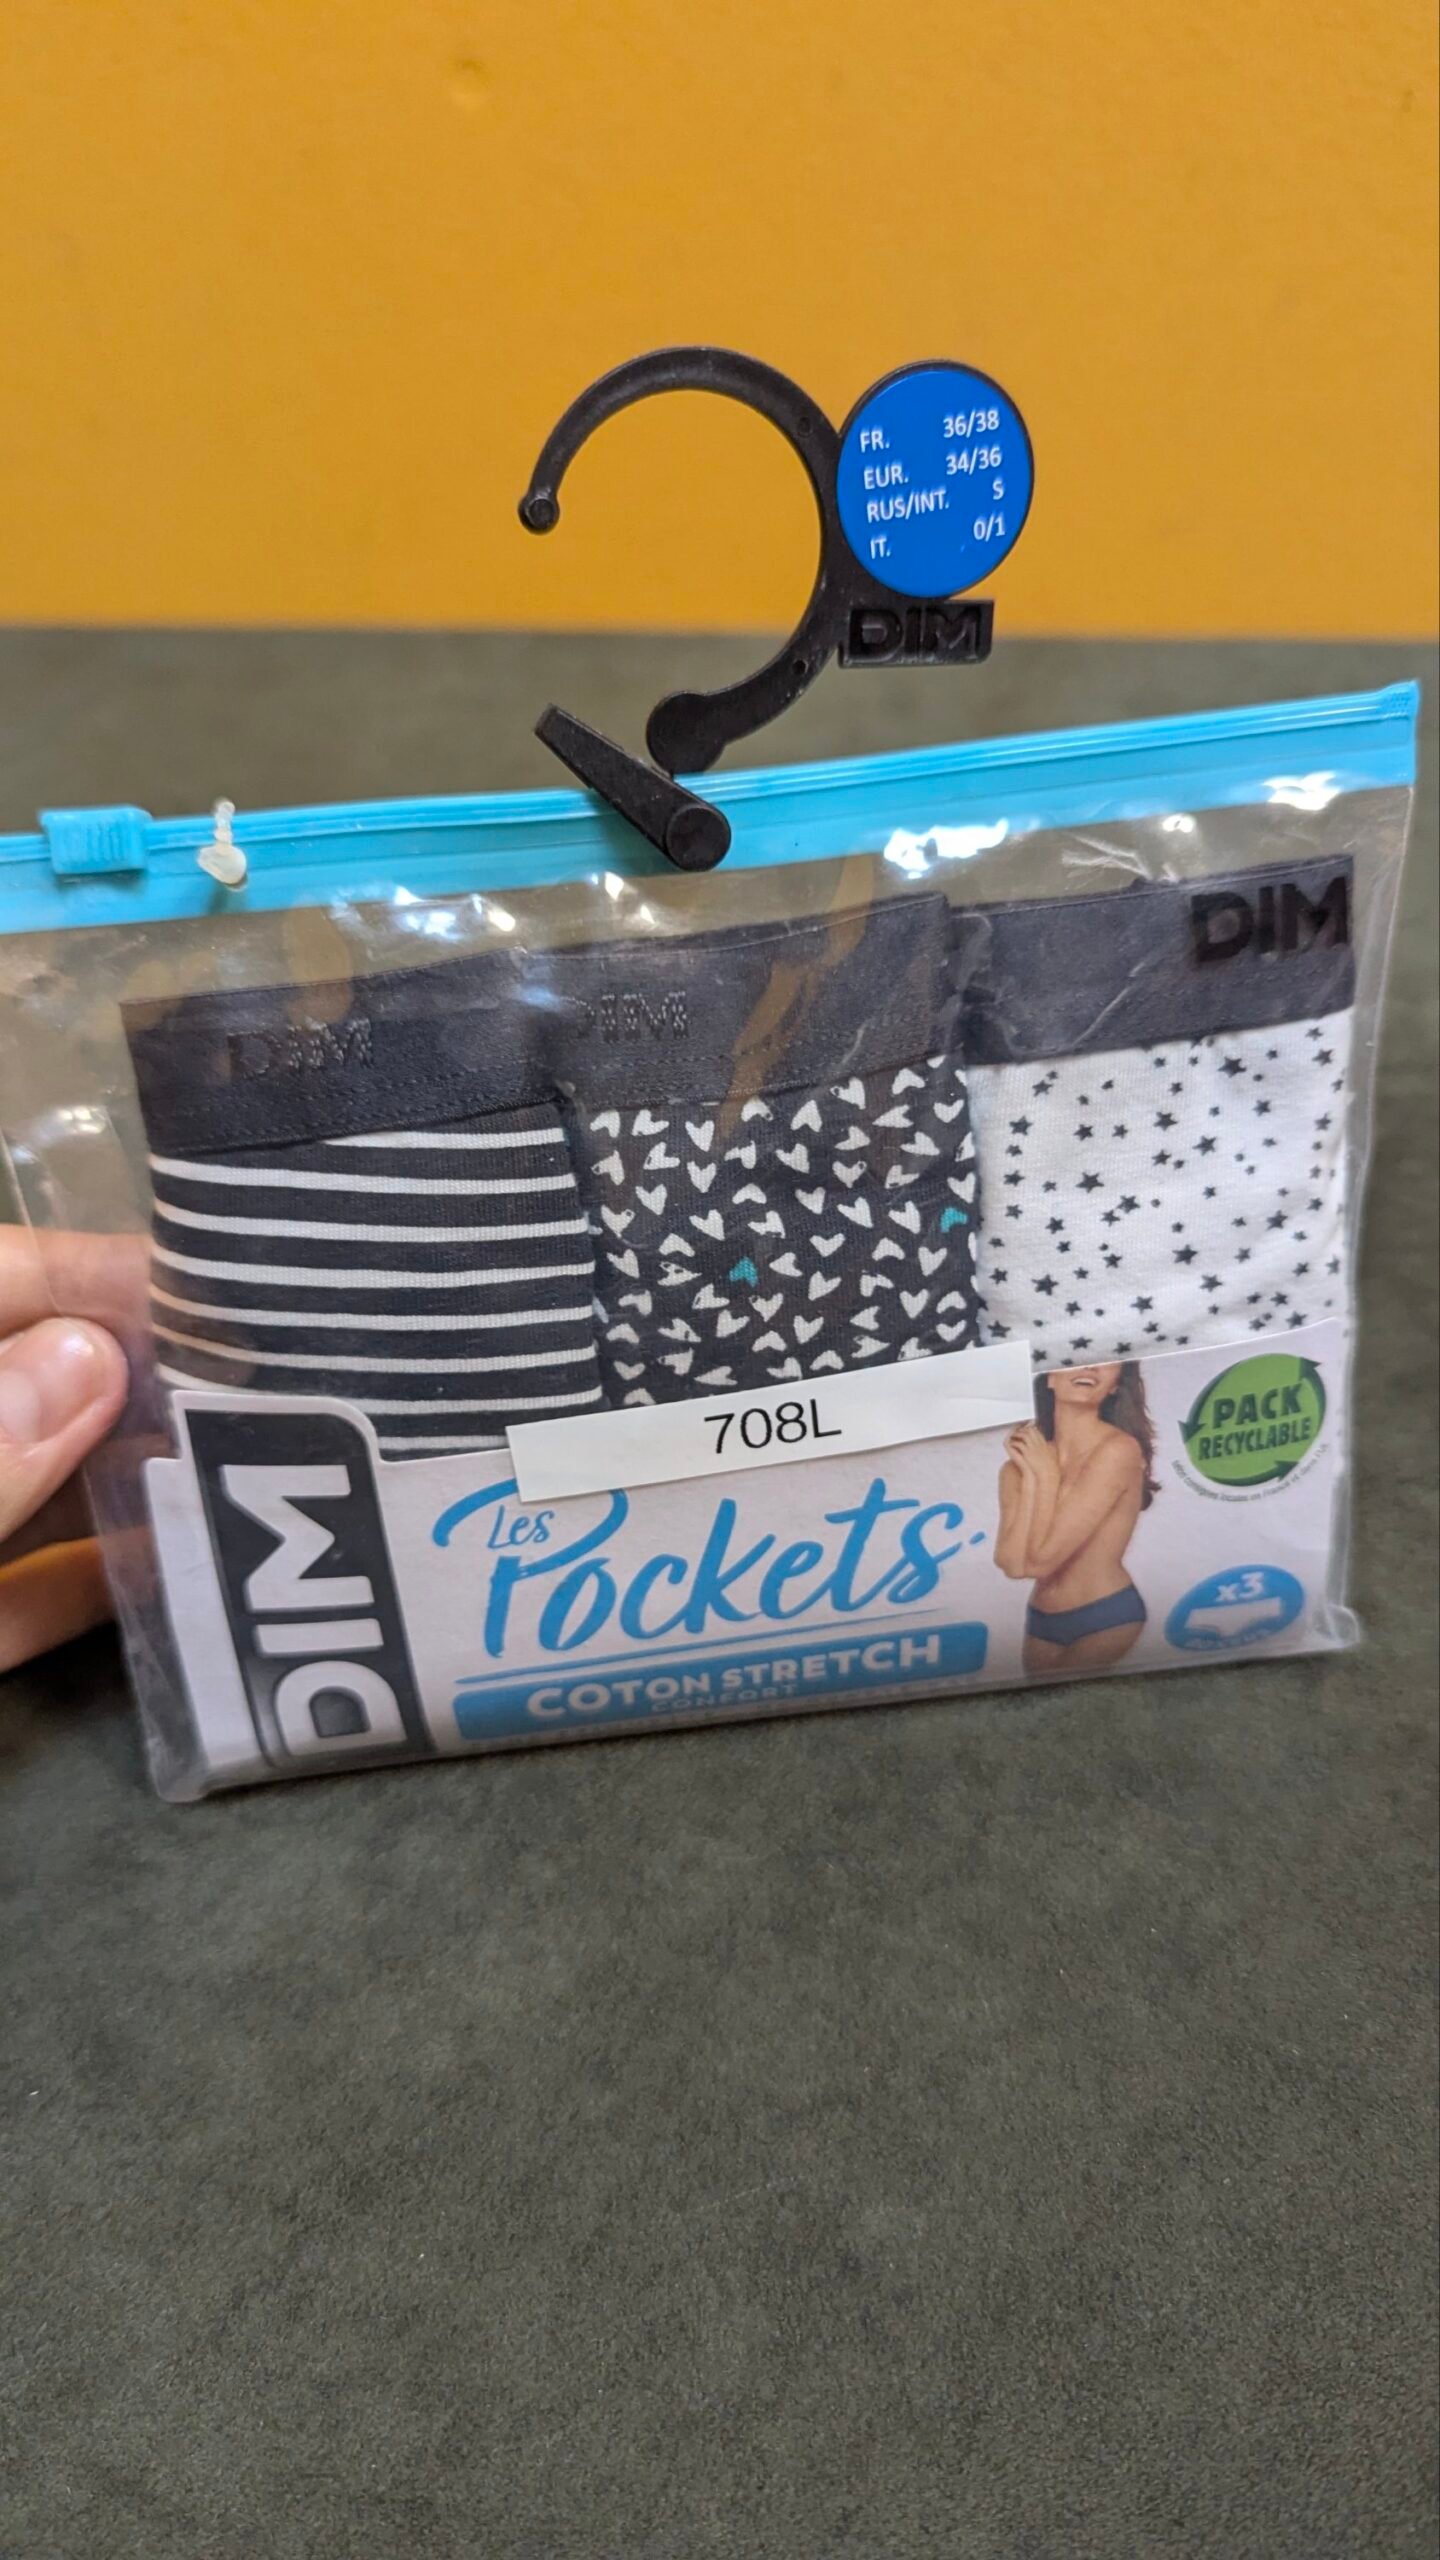 FR. 36/38
EUR. 34/36
RUS/INT. S
IT. 0/1
DIM
DIM
DIM
DIM
708L
DIM
Les
Pockets
COTON STRETCH
CONFORT
PACK
RECYCLABLE
x3